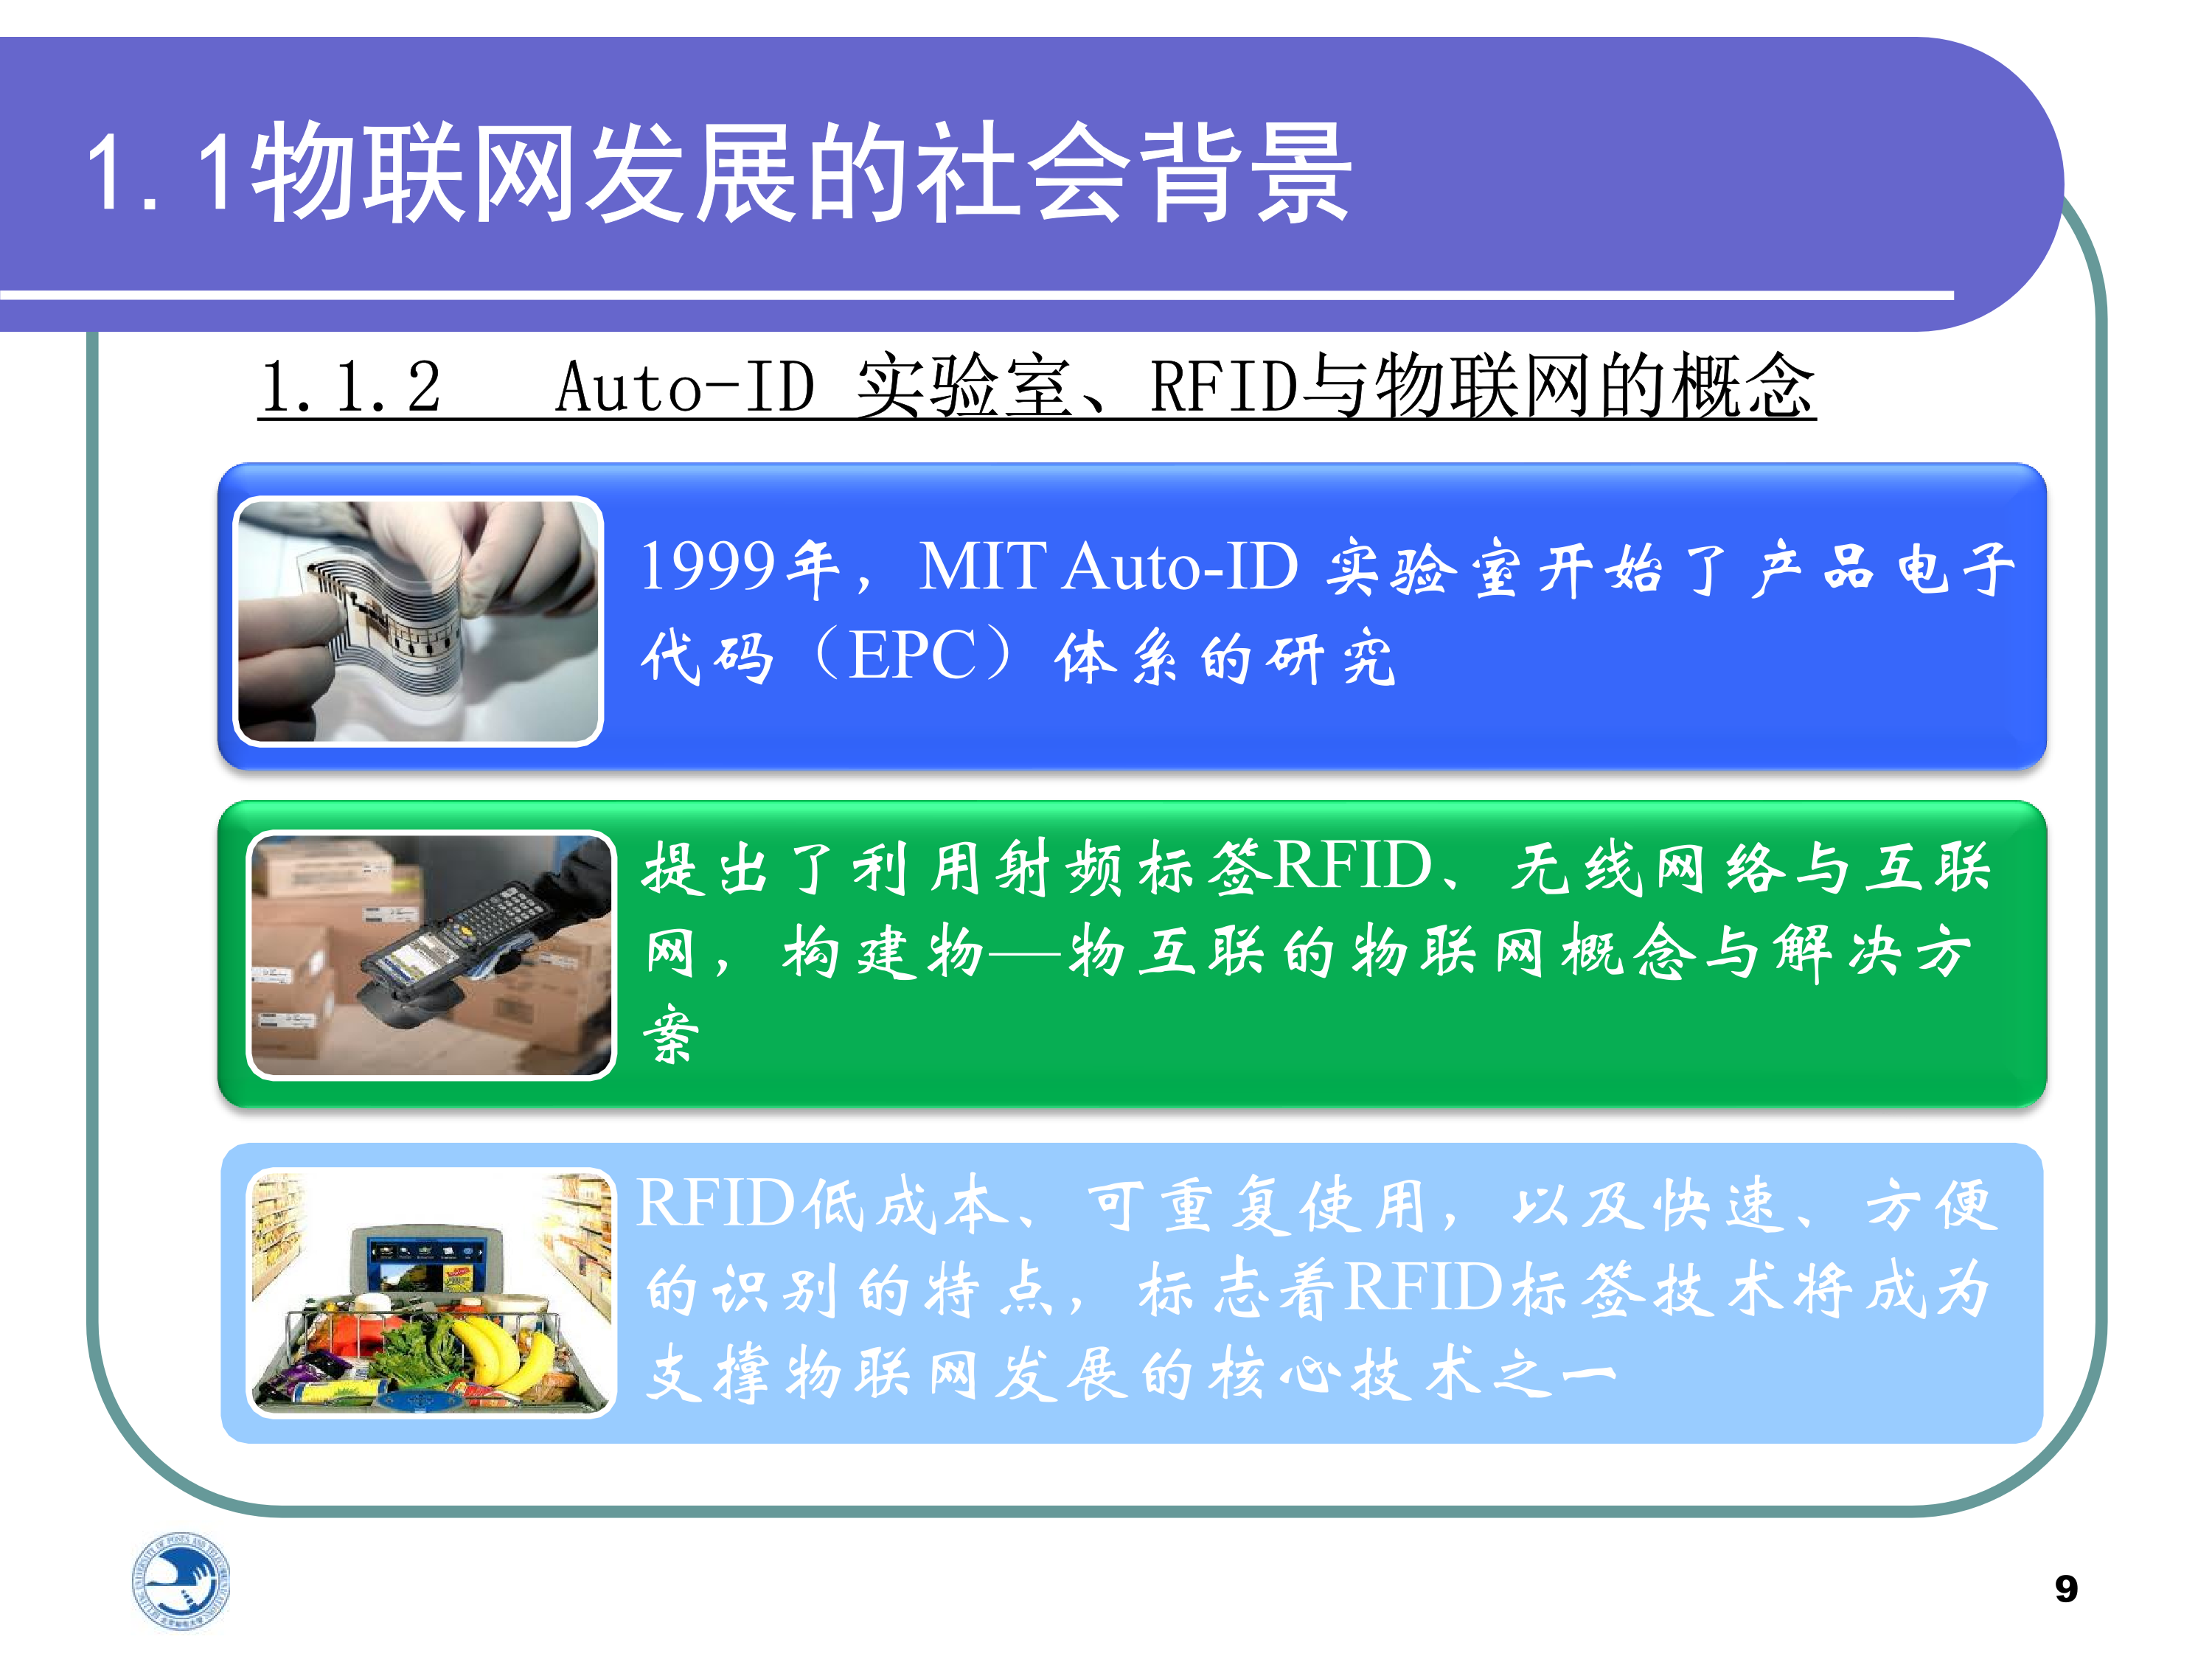 1.1物联网发展的社会背景
1.1.2 Auto-ID 实验室、RFID与物联网的概念
1999年，MIT Auto-ID 实验室开始了产品电子
代码（EPC）体系的研究
提出了利用射频标签RFID、无线网络与互联
网，构建物—物互联的物联网概念与解决方
案
RFID低成本、可重复使用，以及快速、方便
的识别的特点，标志着RFID标签技术将成为
支撑物联网发展的核心技术之一
9